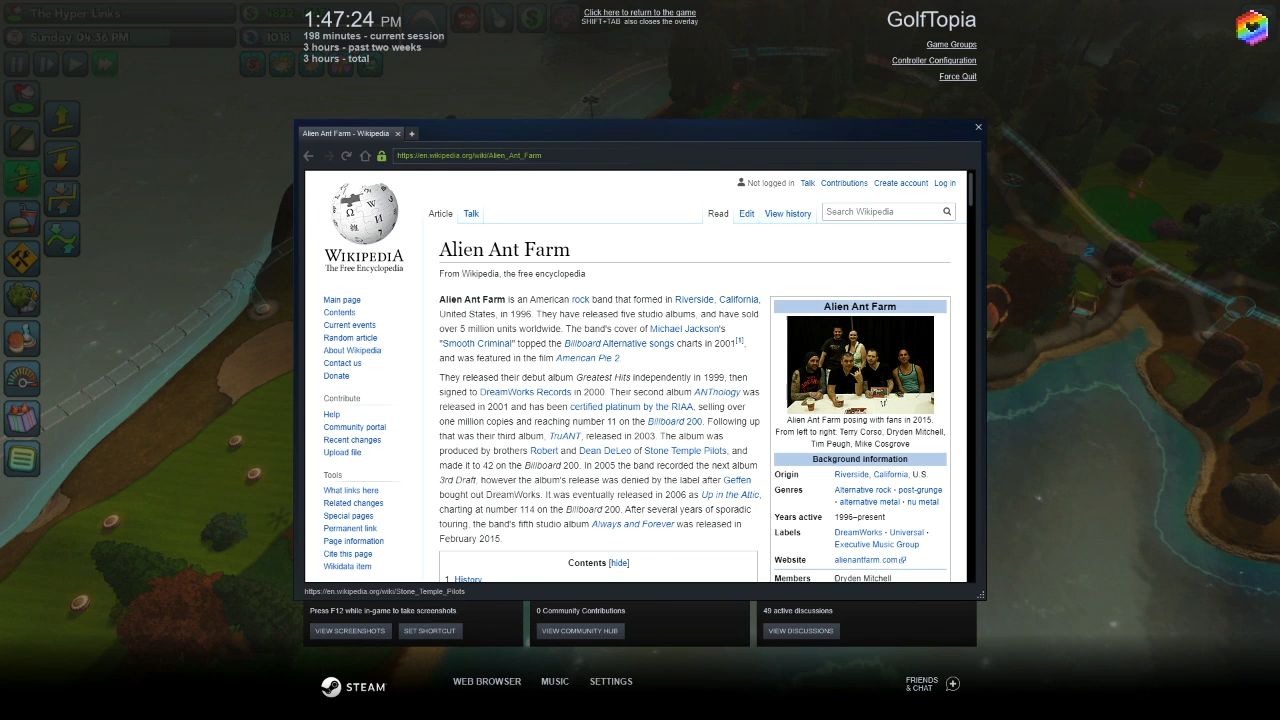 The Hyper Links
Sunday 04:36 PM
1:47:24 PM
198 minutes - current session
3 hours - past two weeks
3 hours - total
Click here to return to the game
SHIFT+TAB also closes the overlay
GolfTopia
Game Groups
Controller Configuration
Force Quit
Alien Ant Farm - Wikipedia
https://en.wikipedia.org/wiki/Alien_Ant_Farm
Not logged in Talk Contributions Create account Log in
Article Talk Read Edit View history Search Wikipedia
WIKIPEDIA
The Free Encyclopedia
Main page
Contents
Current events
Random article
About Wikipedia
Contact us
Donate
Contribute
Help
Community portal
Recent changes
Upload file
Tools
What links here
Related changes
Special pages
Permanent link
Page information
Cite this page
Wikidata item
Alien Ant Farm
From Wikipedia, the free encyclopedia
Alien Ant Farm is an American rock band that formed in Riverside, California,
United States, in 1996. They have released five studio albums, and have sold
over 5 million units worldwide. The band's cover of Michael Jackson's
"Smooth Criminal" topped the Billboard Alternative songs charts in 2001[1],
and was featured in the film American Pie 2
They released their debut album Greatest Hits independently in 1999, then
signed to DreamWorks Records in 2000. Their second album ANThology was
released in 2001 and has been certified platinum by the RIAA, selling over
one million copies and reaching number 11 on the Billboard 200. Following up
that was their third album, TruANT, released in 2003. The album was
produced by brothers Robert and Dean DeLeo of Stone Temple Pilots, and
made it to 42 on the Billboard 200. In 2005 the band recorded the next album
3rd Draft, however the album's release was denied by the label after Geffen
bought out DreamWorks. It was eventually released in 2006 as Up in the Attic,
charting at number 114 on the Billboard 200. After several years of sporadic
touring, the band's fifth studio album Always and Forever was released in
February 2015.
Contents [hide]
1 History
Alien Ant Farm
Alien Ant Farm posing with fans in 2015.
From left to right: Terry Corso, Dryden Mitchell,
Tim Peugh, Mike Cosgrove
Background information
Origin Riverside, California, U.S.
Genres Alternative rock · post-grunge
· alternative metal · nu metal
Years active 1996–present
Labels DreamWorks · Universal ·
Executive Music Group
Website alienantfarm.com
Members Dryden Mitchell
https://en.wikipedia.org/wiki/Stone_Temple_Pilots
Press F12 while in-game to take screenshots
VIEW SCREENSHOTS SET SHORTCUT
0 Community Contributions
VIEW COMMUNITY HUB
49 active discussions
VIEW DISCUSSIONS
STEAM
WEB BROWSER MUSIC SETTINGS
FRIENDS
& CHAT